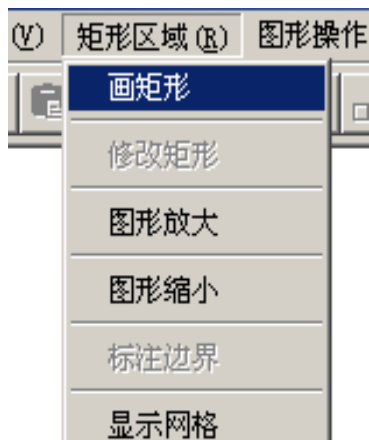 (V) 矩形区域(R) 图形操作
画矩形
修改矩形
图形放大
图形缩小
标注边界
显示网格